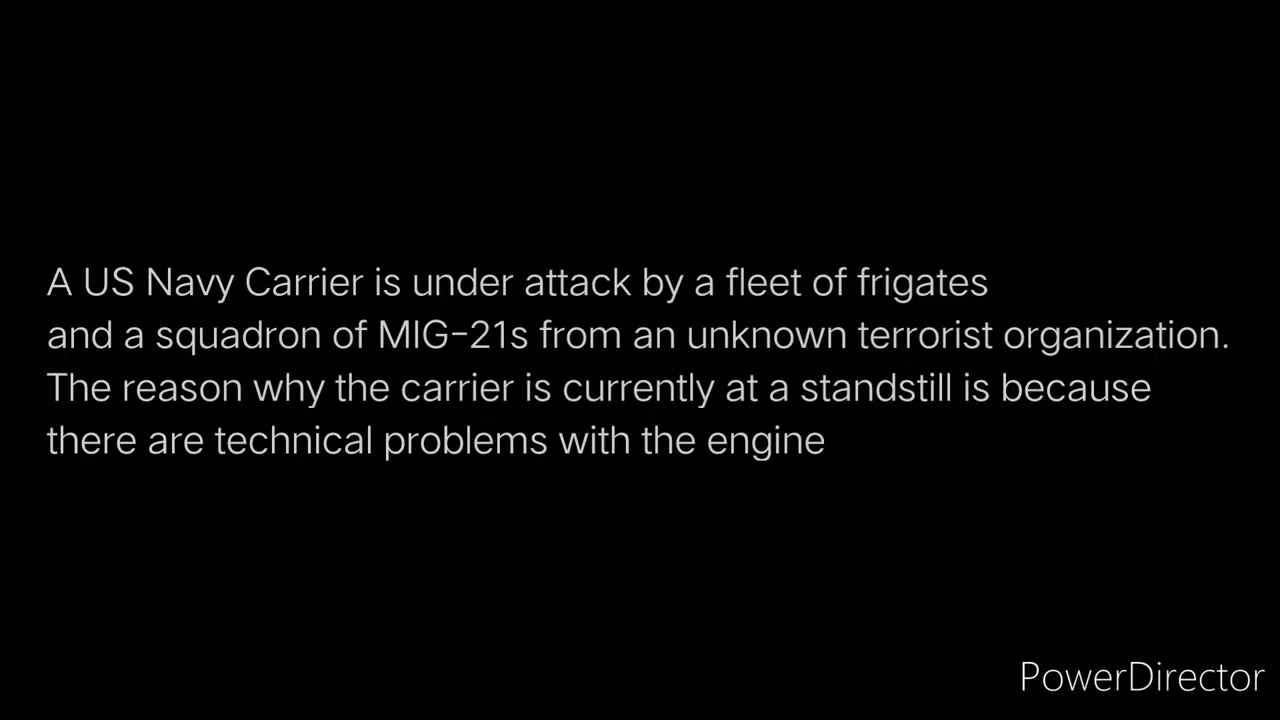 A US Navy Carrier is under attack by a fleet of frigates
and a squadron of MIG-21s from an unknown terrorist organization.
The reason why the carrier is currently at a standstill is because
there are technical problems with the engine
PowerDirector